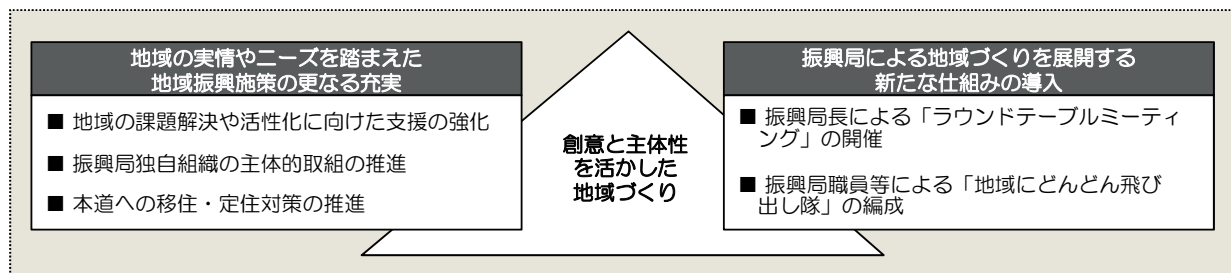 地域の実情やニーズを踏まえた
地域振興施策の更なる充実
■ 地域の課題解決や活性化に向けた支援の強化
■ 振興局独自組織の主体的取組の推進
■ 本道への移住・定住対策の推進
創意と主体性
を活かした
地域づくり
振興局による地域づくりを展開する
新たな仕組みの導入
■ 振興局長による「ラウンドテーブルミーティ
ング」の開催
■ 振興局職員等による「地域にどんどん飛び
出し隊」の編成